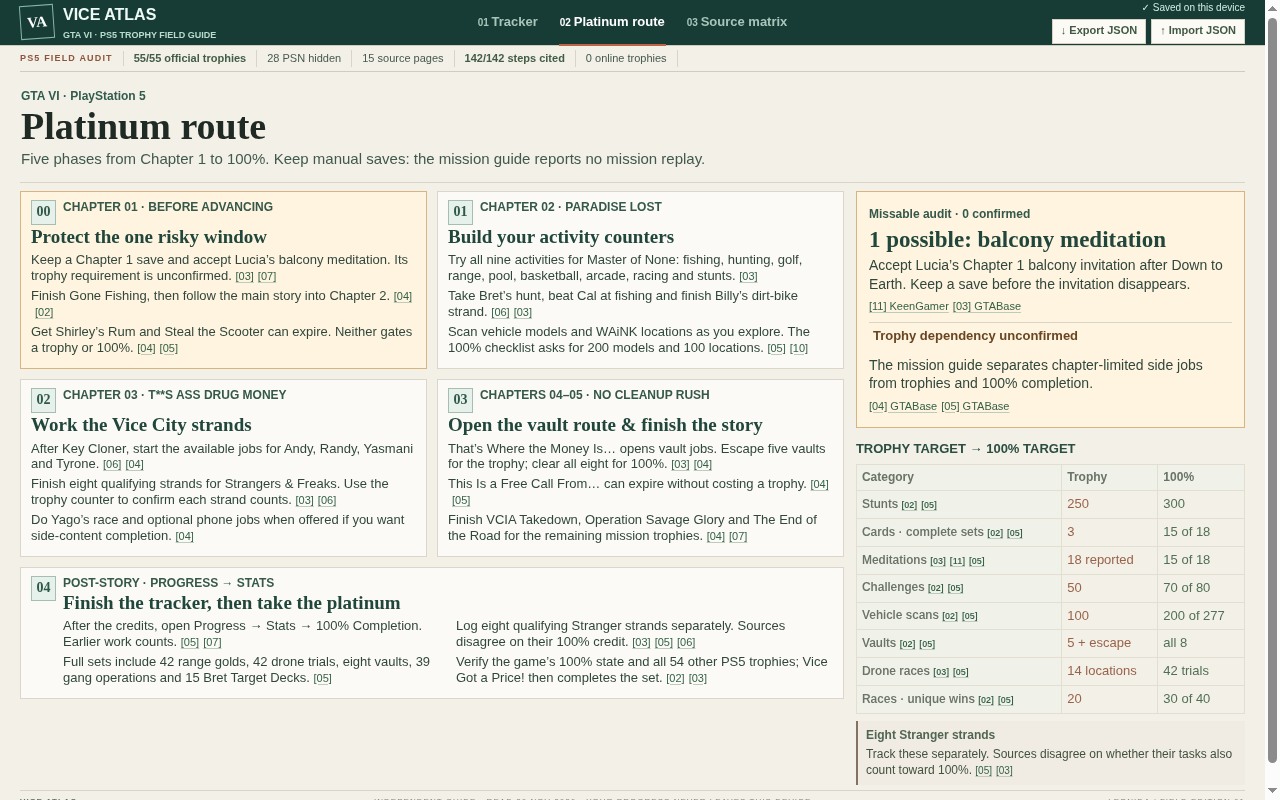 VA
VICE ATLAS
GTA VI · PS5 TROPHY FIELD GUIDE
01 Tracker
02 Platinum route
03 Source matrix
✓ Saved on this device
↓ Export JSON
↑ Import JSON
PS5 FIELD AUDIT
55/55 official trophies
28 PSN hidden
15 source pages
142/142 steps cited
0 online trophies
GTA VI · PlayStation 5
Platinum route
Five phases from Chapter 1 to 100%. Keep manual saves: the mission guide reports no mission replay.
00
CHAPTER 01 · BEFORE ADVANCING
Protect the one risky window
Keep a Chapter 1 save and accept Lucia’s balcony meditation. Its
trophy requirement is unconfirmed. [03] [07]
Finish Gone Fishing, then follow the main story into Chapter 2. [04]
[02]
Get Shirley’s Rum and Steal the Scooter can expire. Neither gates
a trophy or 100%. [04] [05]
01
CHAPTER 02 · PARADISE LOST
Build your activity counters
Try all nine activities for Master of None: fishing, hunting, golf,
range, pool, basketball, arcade, racing and stunts. [03]
Take Bret’s hunt, beat Cal at fishing and finish Billy’s dirt-bike
strand. [06] [03]
Scan vehicle models and WAiNK locations as you explore. The
100% checklist asks for 200 models and 100 locations. [05] [10]
02
CHAPTER 03 · T**S ASS DRUG MONEY
Work the Vice City strands
After Key Cloner, start the available jobs for Andy, Randy, Yasmani
and Tyrone. [06] [04]
Finish eight qualifying strands for Strangers & Freaks. Use the
trophy counter to confirm each strand counts. [03] [06]
Do Yago’s race and optional phone jobs when offered if you want
side-content completion. [04]
03
CHAPTERS 04–05 · NO CLEANUP RUSH
Open the vault route & finish the story
That’s Where the Money Is… opens vault jobs. Escape five vaults
for the trophy; clear all eight for 100%. [03] [04]
This Is a Free Call From… can expire without costing a trophy. [04]
[05]
Finish VCIA Takedown, Operation Savage Glory and The End of
the Road for the remaining mission trophies. [04] [07]
04
POST-STORY · PROGRESS → STATS
Finish the tracker, then take the platinum
After the credits, open Progress → Stats → 100% Completion.
Earlier work counts. [05] [07]
Full sets include 42 range golds, 42 drone trials, eight vaults, 39
gang operations and 15 Bret Target Decks. [05]
Log eight qualifying Stranger strands separately. Sources
disagree on their 100% credit. [03] [05] [06]
Verify the game’s 100% state and all 54 other PS5 trophies; Vice
Got a Price! then completes the set. [02] [03]
Missable audit · 0 confirmed
1 possible: balcony meditation
Accept Lucia’s Chapter 1 balcony invitation after Down to
Earth. Keep a save before the invitation disappears.
[11] KeenGamer [03] GTABase
Trophy dependency unconfirmed
The mission guide separates chapter-limited side jobs
from trophies and 100% completion.
[04] GTABase [05] GTABase
TROPHY TARGET → 100% TARGET
Category Trophy 100%
Stunts [02] [05] 250 300
Cards · complete sets [02] [05] 3 15 of 18
Meditations [03] [11] [05] 18 reported 15 of 18
Challenges [02] [05] 50 70 of 80
Vehicle scans [02] [05] 100 200 of 277
Vaults [02] [05] 5 + escape all 8
Drone races [03] [05] 14 locations 42 trials
Races · unique wins [02] [05] 20 30 of 40
Eight Stranger strands
Track these separately. Sources disagree on whether their tasks also
count toward 100%. [05] [03]